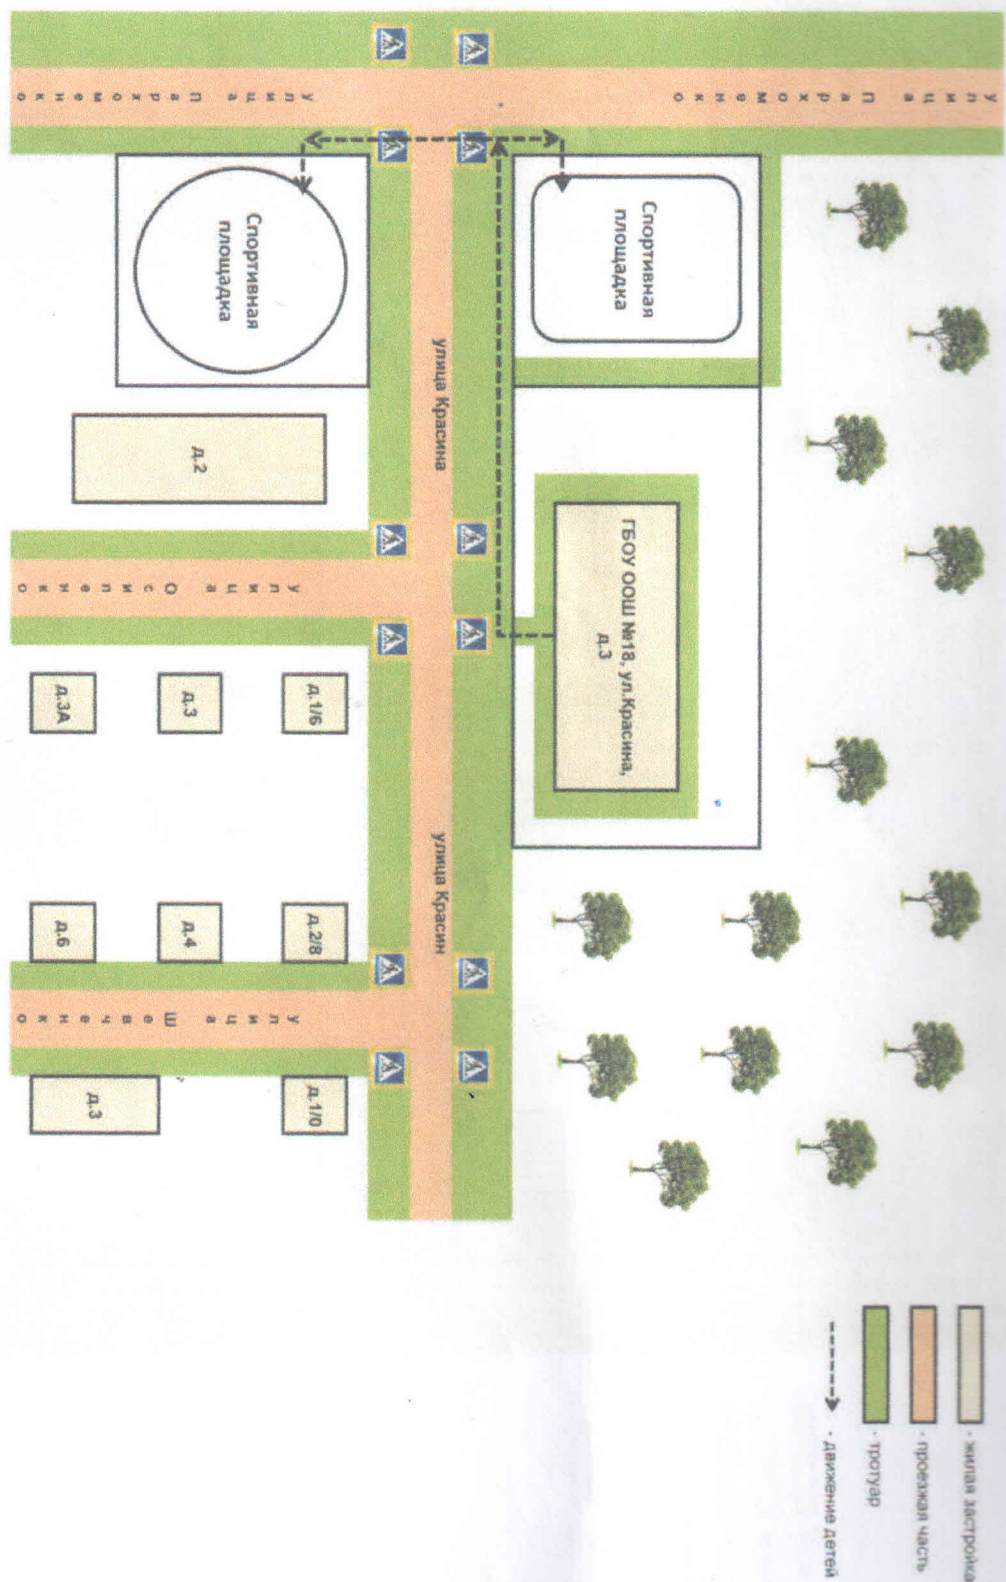 Улица Пархоменко
Улица Пархоменко
Спортивная
площадка
Спортивная
площадка
улица Красина
ГБОУ ООШ №18, ул.Красина,
д.3
д.2
Улица Осипенко
д.1/6
д.3
д.3А
улица Красин
д.2/8
д.4
д.6
Улица Шевченко
д.1/0
д.3
- жилая застройка
- проезжая часть
- тротуар
- движение детей